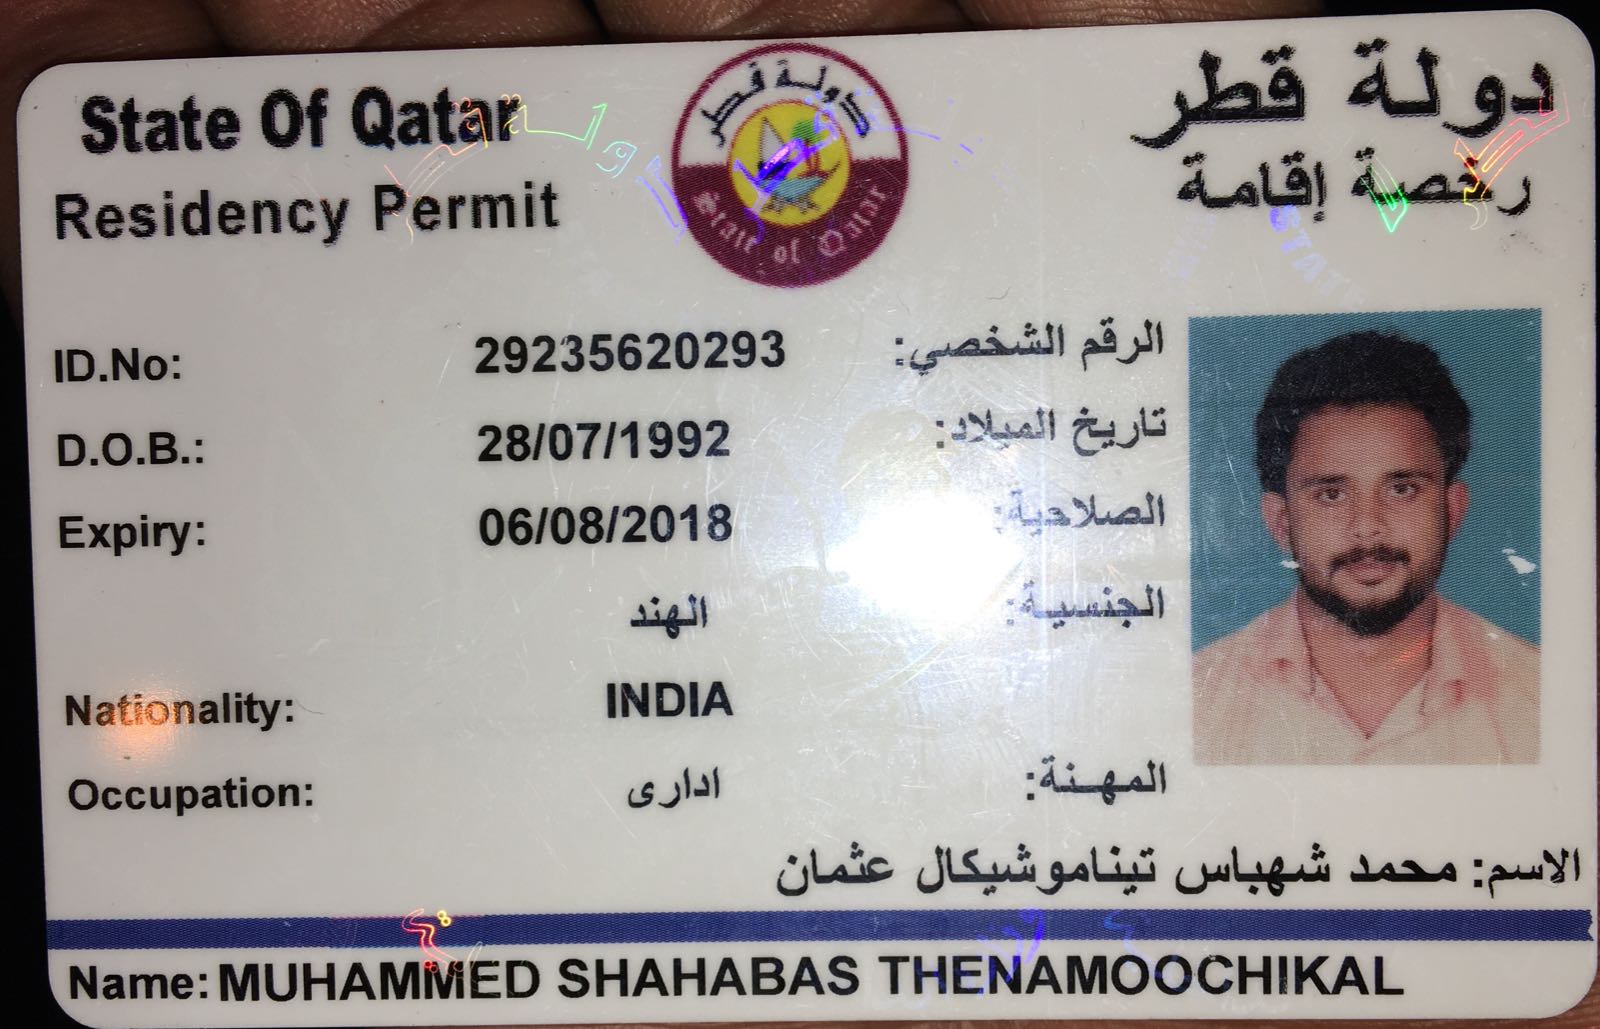 State Of Qatar
دولة قطر
Residency Permit
رخصة إقامة
دولة قطر
State of Qatar
ID.No: 29235620293 الرقم الشخصي:
D.O.B.: 28/07/1992 تاريخ الميلاد:
Expiry: 06/08/2018 الصلاحية:
الهند الجنسية:
Nationality: INDIA
Occupation: ادارى المهنة:
الاسم: محمد شهباس تيناموشيكال عثمان
Name: MUHAMMED SHAHABAS THENAMOOCHIKAL